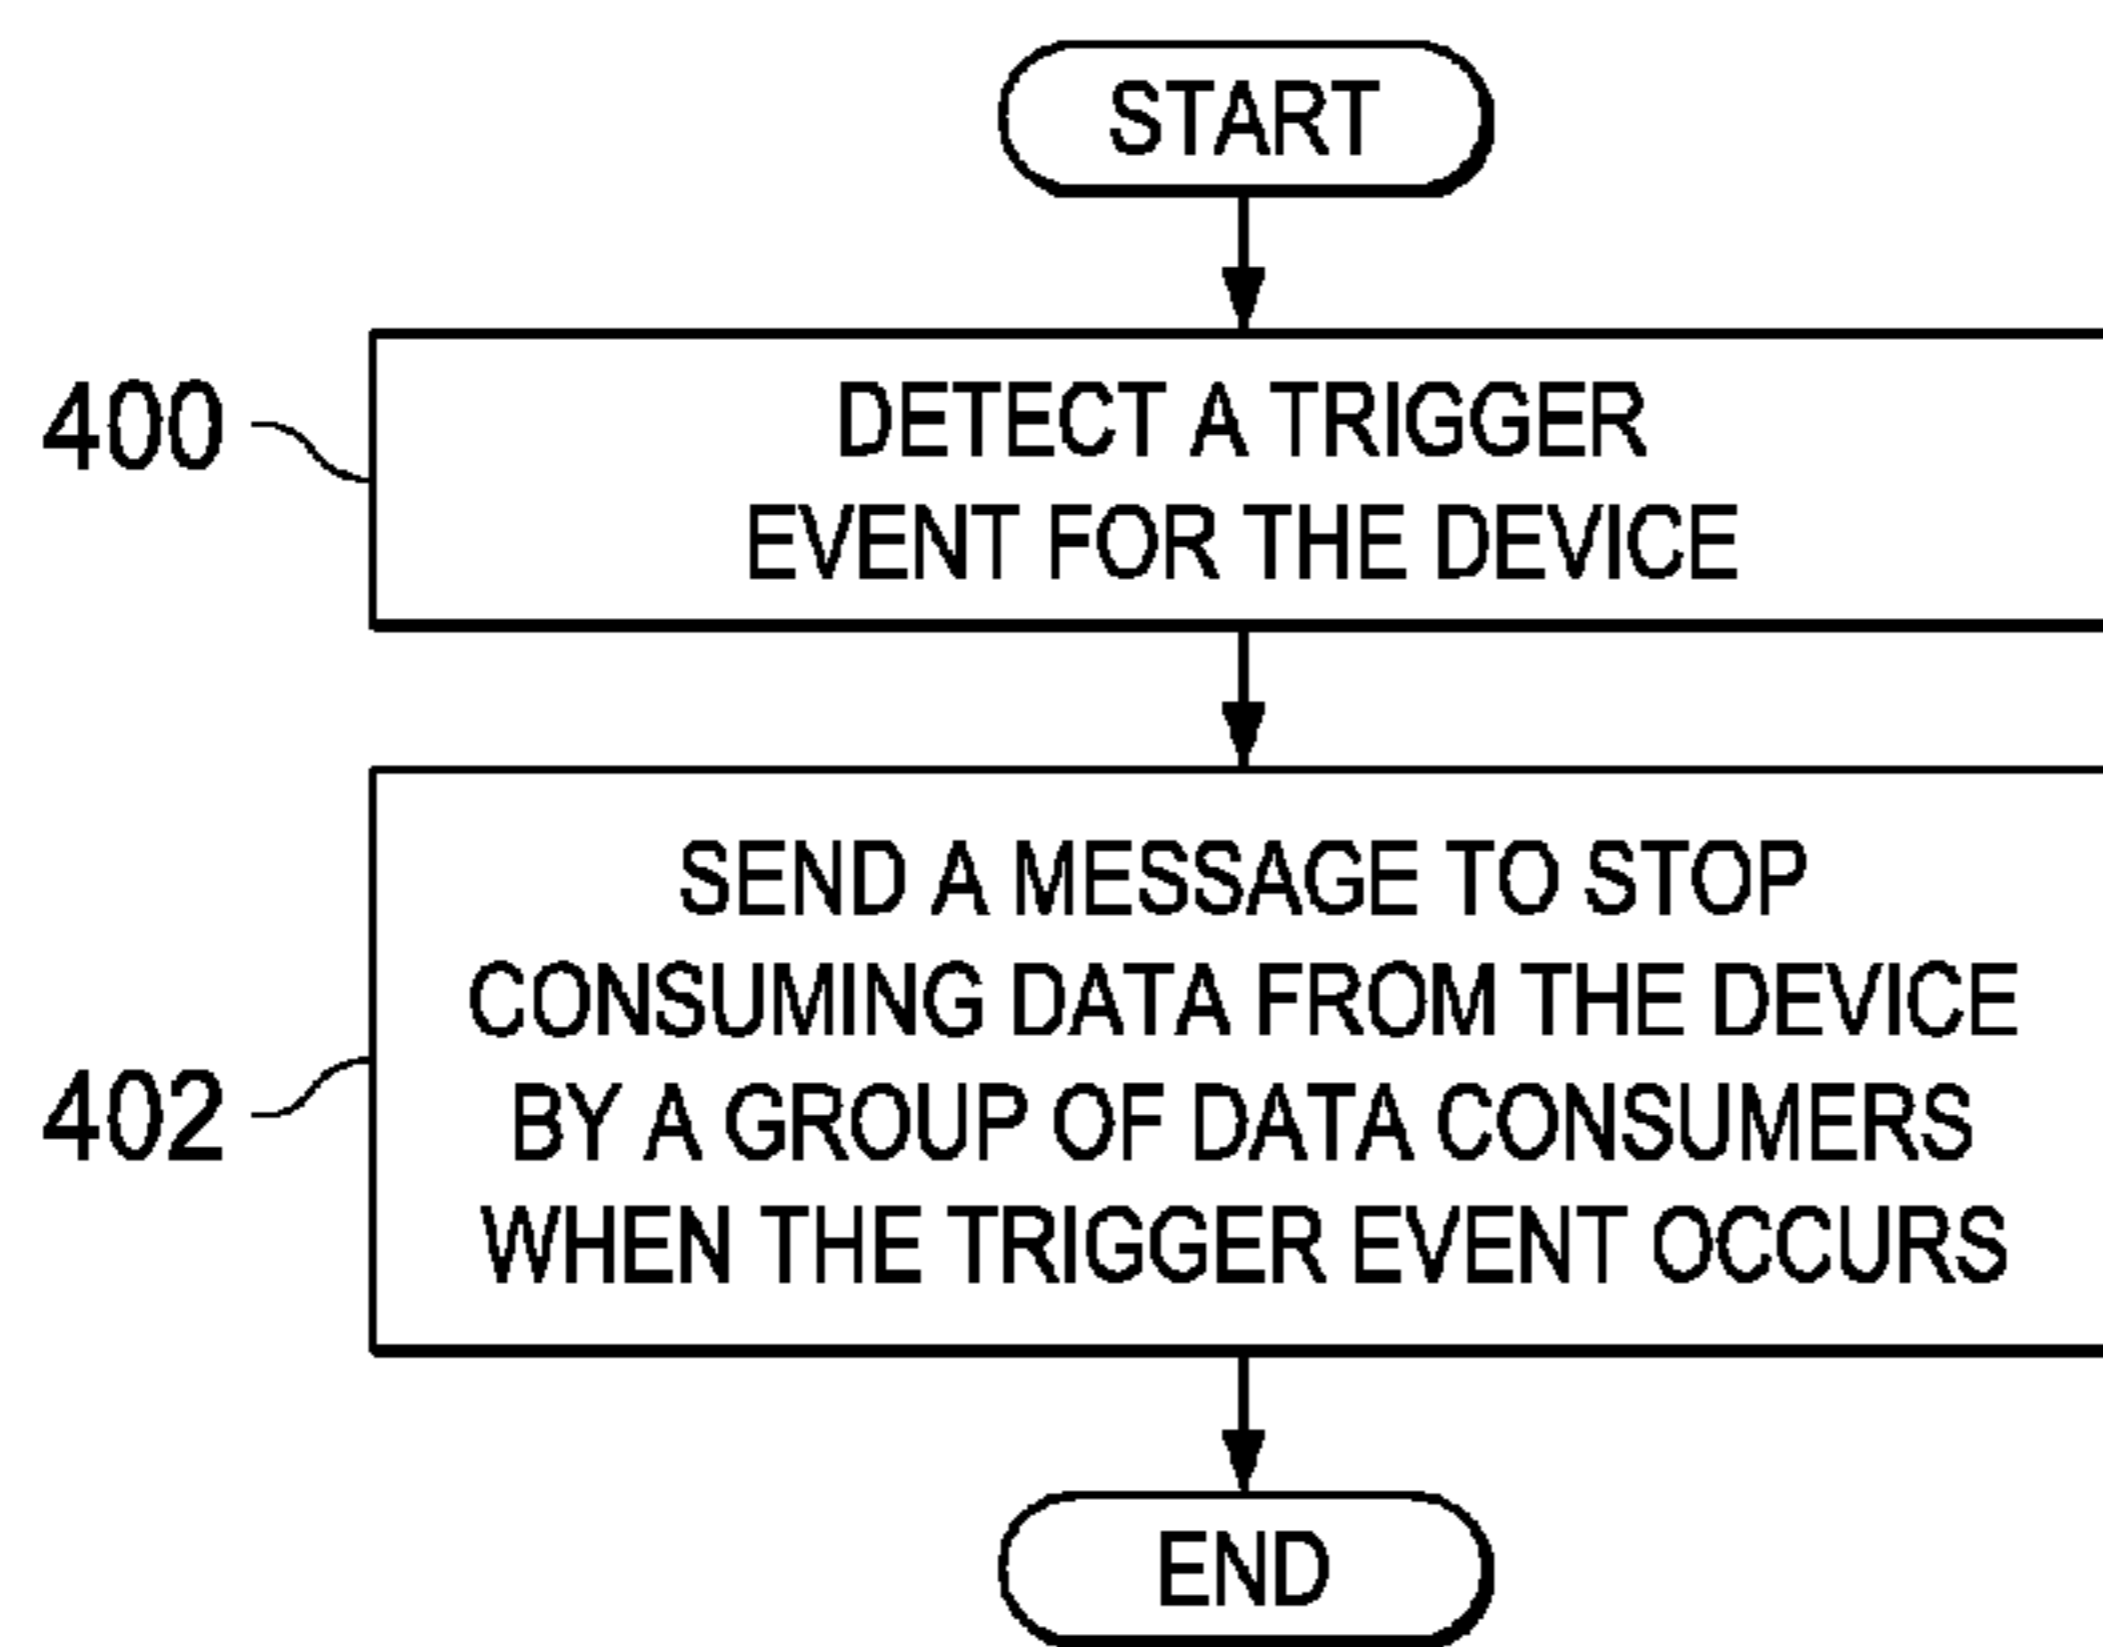 START
400
DETECT A TRIGGER
EVENT FOR THE DEVICE
402
SEND A MESSAGE TO STOP
CONSUMING DATA FROM THE DEVICE
BY A GROUP OF DATA CONSUMERS
WHEN THE TRIGGER EVENT OCCURS
END